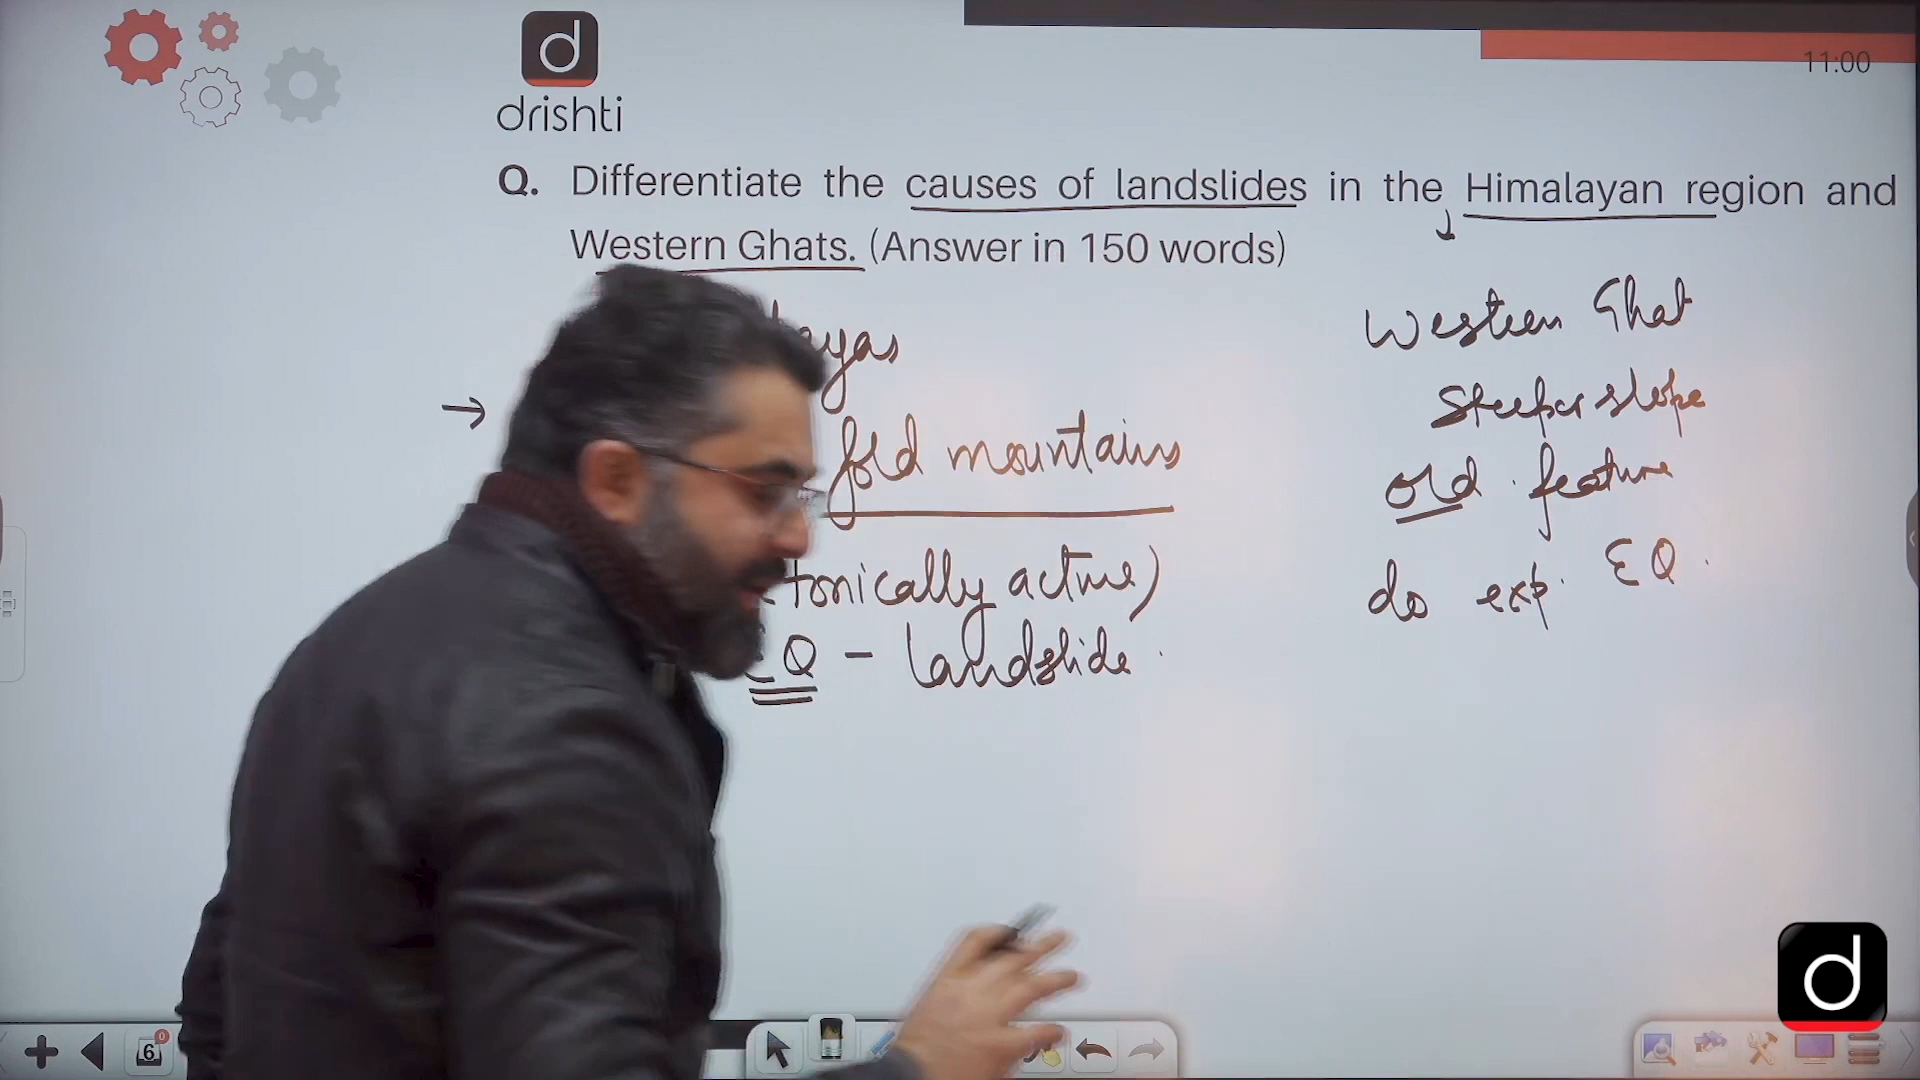 drishti
11:00
Q. Differentiate the causes of landslides in the Himalayan region and
Western Ghats. (Answer in 150 words)
Western Ghat
Steeper slope
fold mountains
old feature
tonically active)
do exp. EQ.
EQ - landslide
6